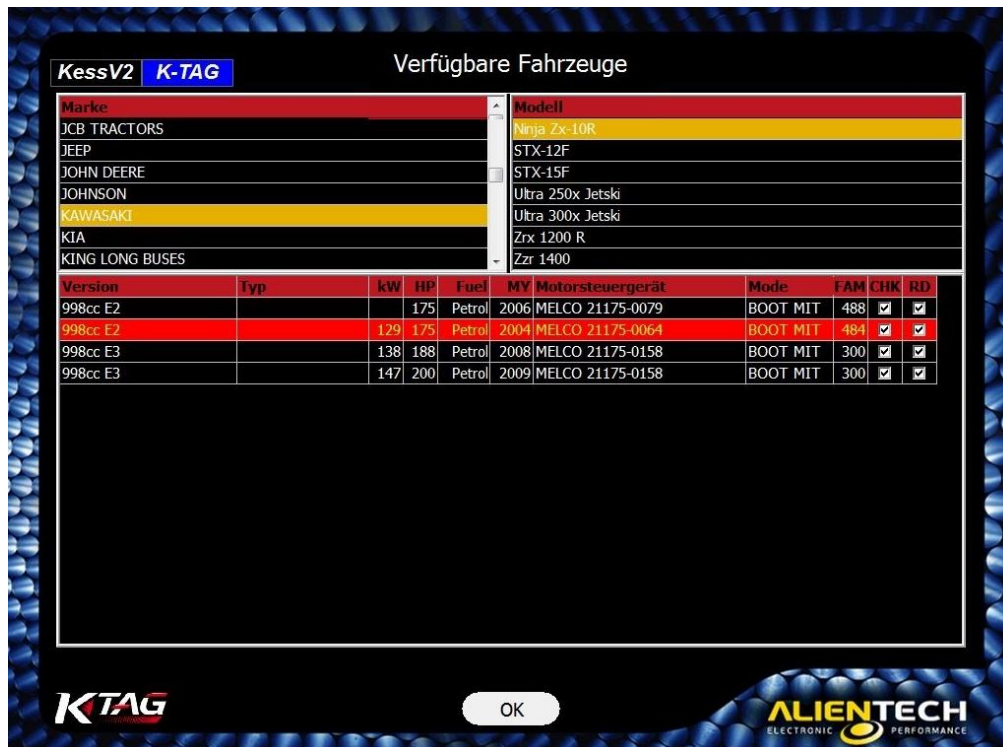 Verfügbare Fahrzeuge
KessV2 K-TAG
Marke
JCB TRACTORS
JEEP
JOHN DEERE
JOHNSON
KAWASAKI
KIA
KING LONG BUSES
Modell
Ninja Zx-10R
STX-12F
STX-15F
Ultra 250x Jetski
Ultra 300x Jetski
Zrx 1200 R
Zzr 1400
Version Typ kW HP Fuel MY Motorsteuergerät Mode FAM CHK RD
998cc E2 175 Petrol 2006 MELCO 21175-0079 BOOT MIT 488
998cc E2 129 175 Petrol 2004 MELCO 21175-0064 BOOT MIT 484
998cc E3 138 188 Petrol 2008 MELCO 21175-0158 BOOT MIT 300
998cc E3 147 200 Petrol 2009 MELCO 21175-0158 BOOT MIT 300
KTAG
OK
ALIENTECH
ELECTRONIC PERFORMANCE